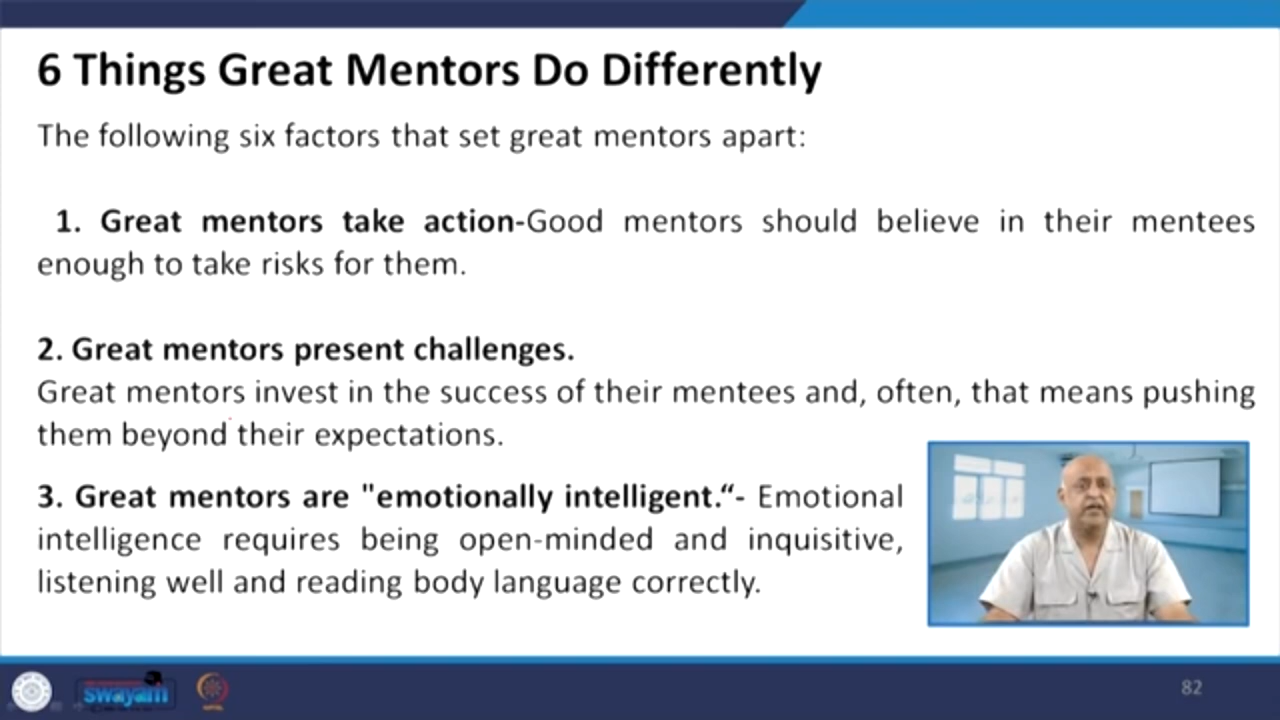 6 Things Great Mentors Do Differently
The following six factors that set great mentors apart:
1. Great mentors take action-Good mentors should believe in their mentees
enough to take risks for them.
2. Great mentors present challenges.
Great mentors invest in the success of their mentees and, often, that means pushing
them beyond their expectations.
3. Great mentors are "emotionally intelligent.“- Emotional
intelligence requires being open-minded and inquisitive,
listening well and reading body language correctly.
swayam
82